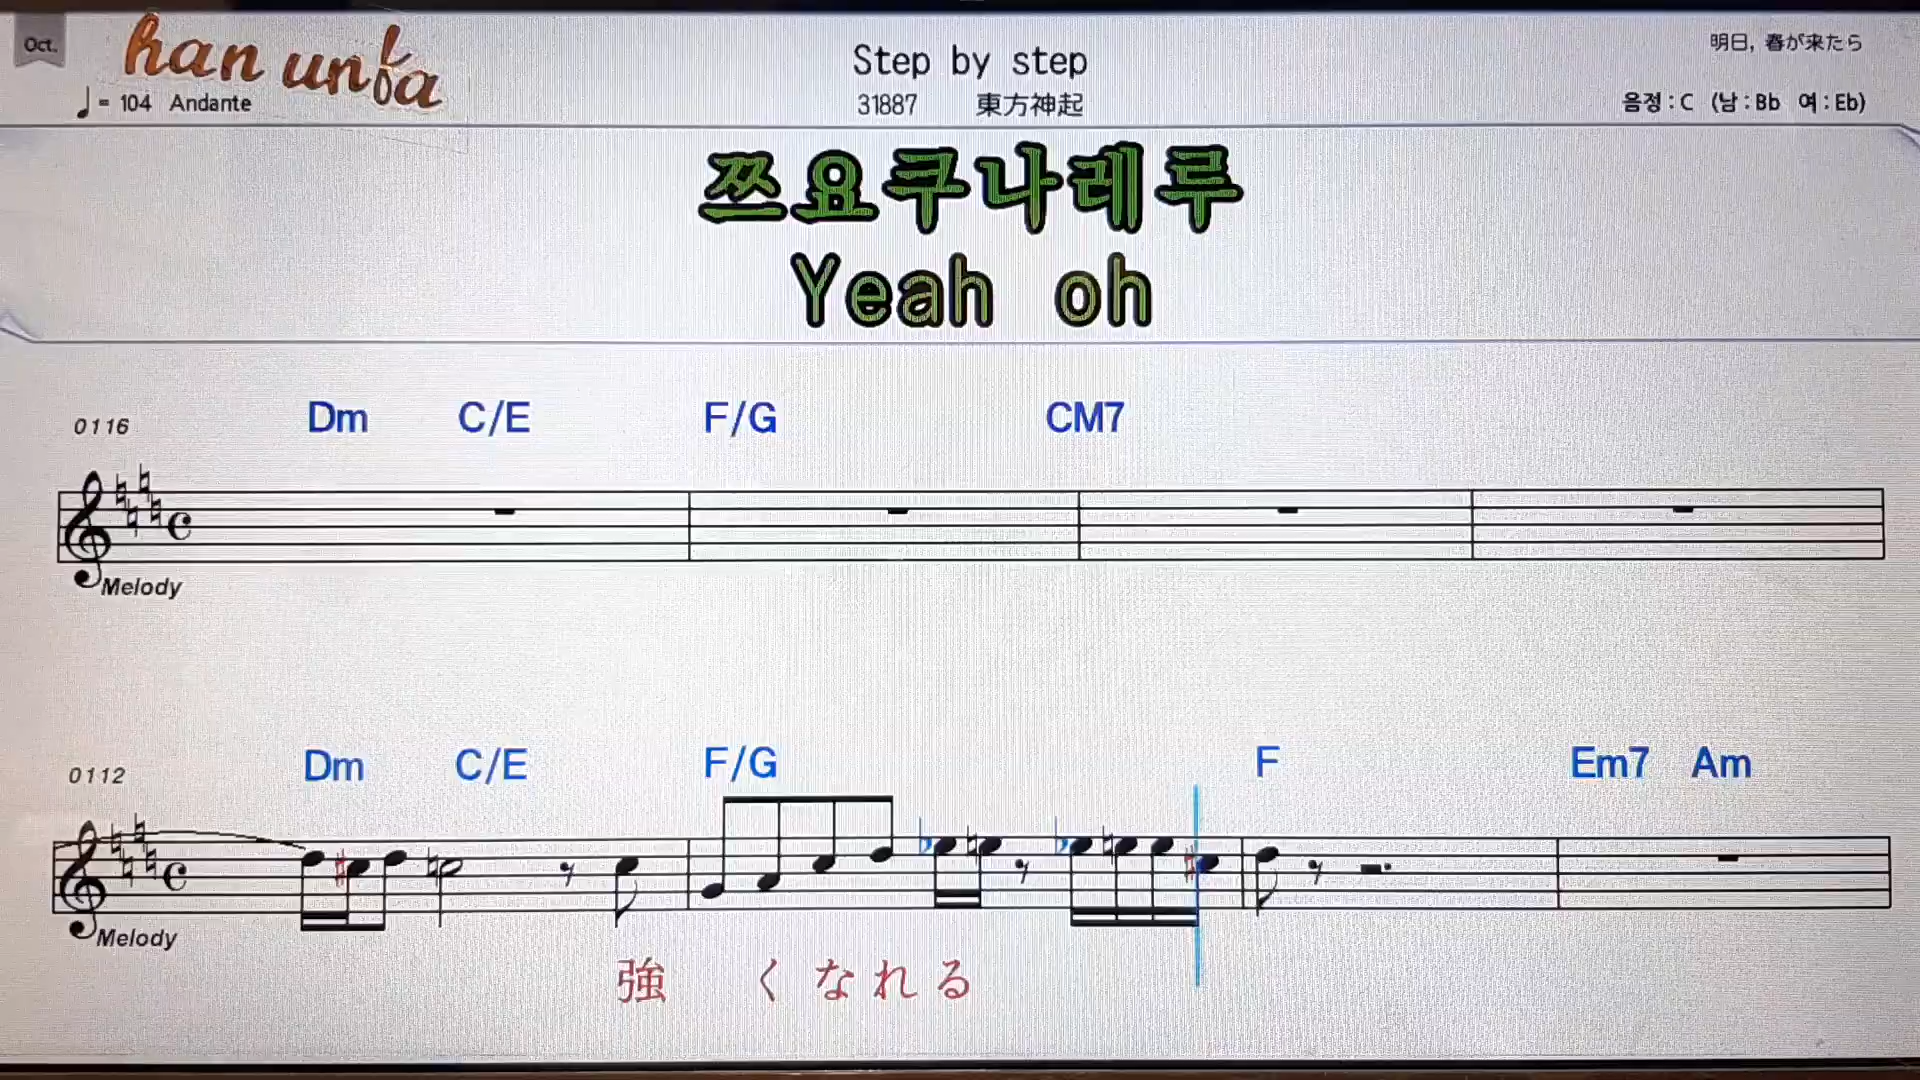 Oct.
han unfa
Step by step
明日, 春が来たら
♩ = 104 Andante
31887 東方神起
음정 : C (남 : Bb 여 : Eb)
쯔요쿠나레루
Yeah oh
0116 Dm C/E F/G CM7
Melody
0112 Dm C/E F/G F Em7 Am
Melody
強 くなれる